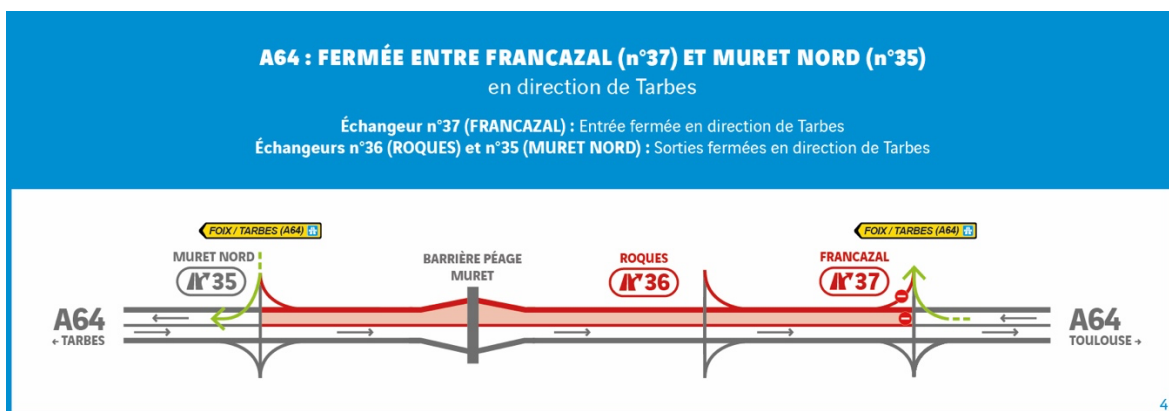 A64 : FERMÉE ENTRE FRANCAZAL (n°37) ET MURET NORD (n°35)
en direction de Tarbes
Échangeur n°37 (FRANCAZAL) : Entrée fermée en direction de Tarbes
Échangeurs n°36 (ROQUES) et n°35 (MURET NORD) : Sorties fermées en direction de Tarbes
FOIX / TARBES (A64)
FOIX / TARBES (A64)
MURET NORD
35
BARRIÈRE PÉAGE
MURET
ROQUES
36
FRANCAZAL
37
A64
← TARBES
A64
TOULOUSE →
4